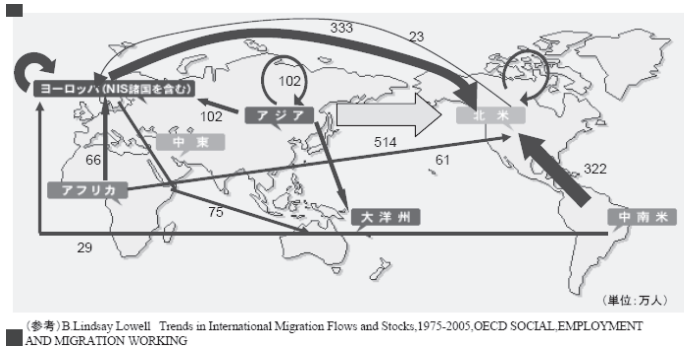 333
23
ヨーロッパ(NIS諸国を含む)
102
102
アジア
北米
中東
514
66
61
322
アフリカ
75
大洋州
中南米
29
(単位:万人)
(参考)B.Lindsay Lowell Trends in International Migration Flows and Stocks,1975-2005,OECD SOCIAL,EMPLOYMENT
AND MIGRATION WORKING